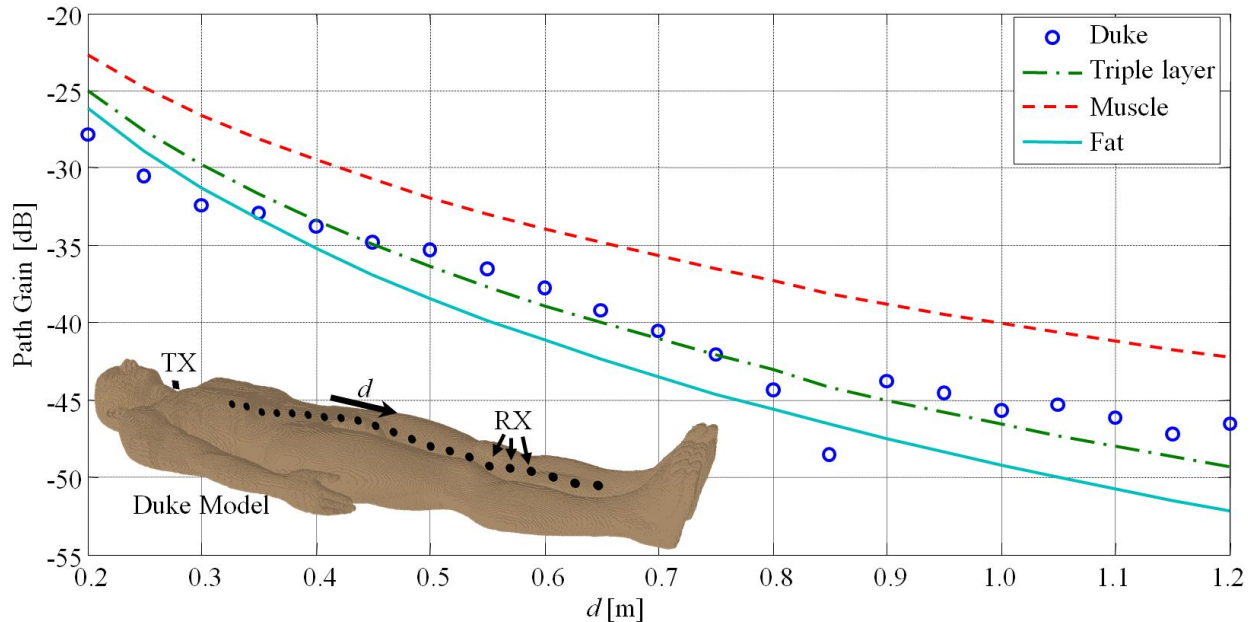 -20
-25
-30
-35
-40
-45
-50
-55
Path Gain [dB]
Duke
Triple layer
Muscle
Fat
TX
d
RX
Duke Model
0.2 0.3 0.4 0.5 0.6 0.7 0.8 0.9 1.0 1.1 1.2
d [m]